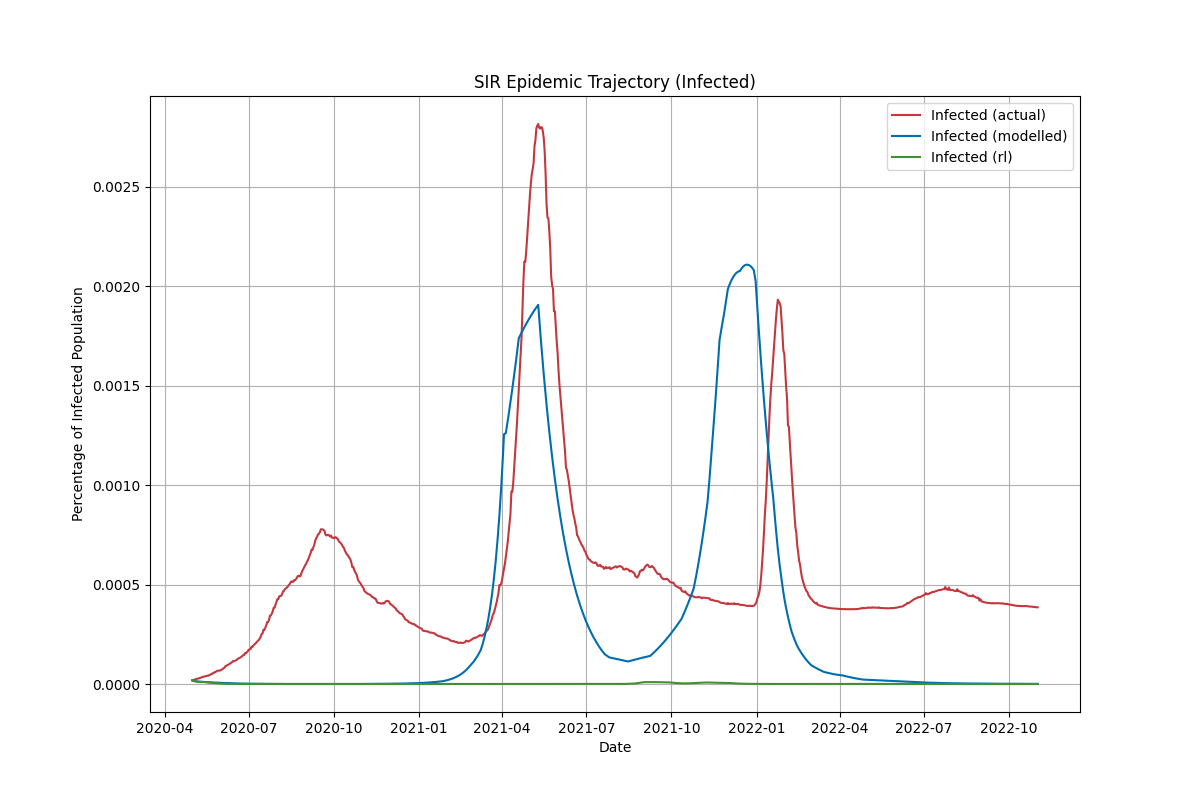 SIR Epidemic Trajectory (Infected)
Infected (actual)
Infected (modelled)
Infected (rl)
Percentage of Infected Population
0.0025
0.0020
0.0015
0.0010
0.0005
0.0000
2020-04 2020-07 2020-10 2021-01 2021-04 2021-07 2021-10 2022-01 2022-04 2022-07 2022-10
Date